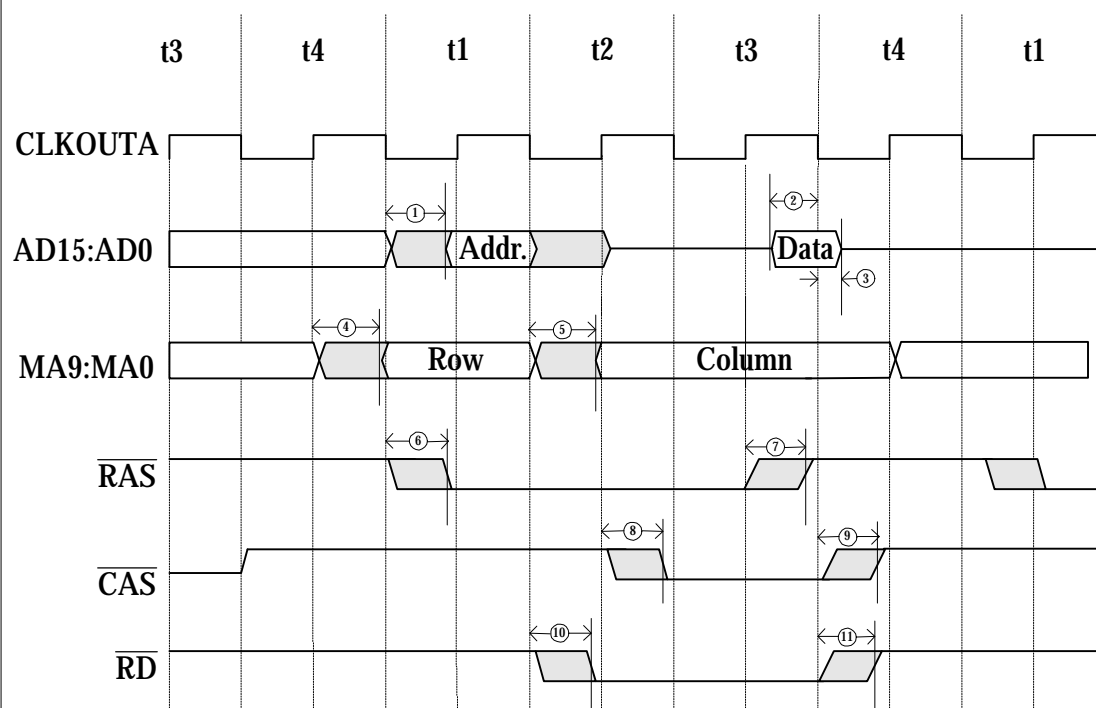 t3 t4 t1 t2 t3 t4 t1
CLKOUTA
1 2
AD15:AD0 Addr. Data
3
4 5
MA9:MA0 Row Column
6 7
RAS
8 9
CAS
10 11
RD